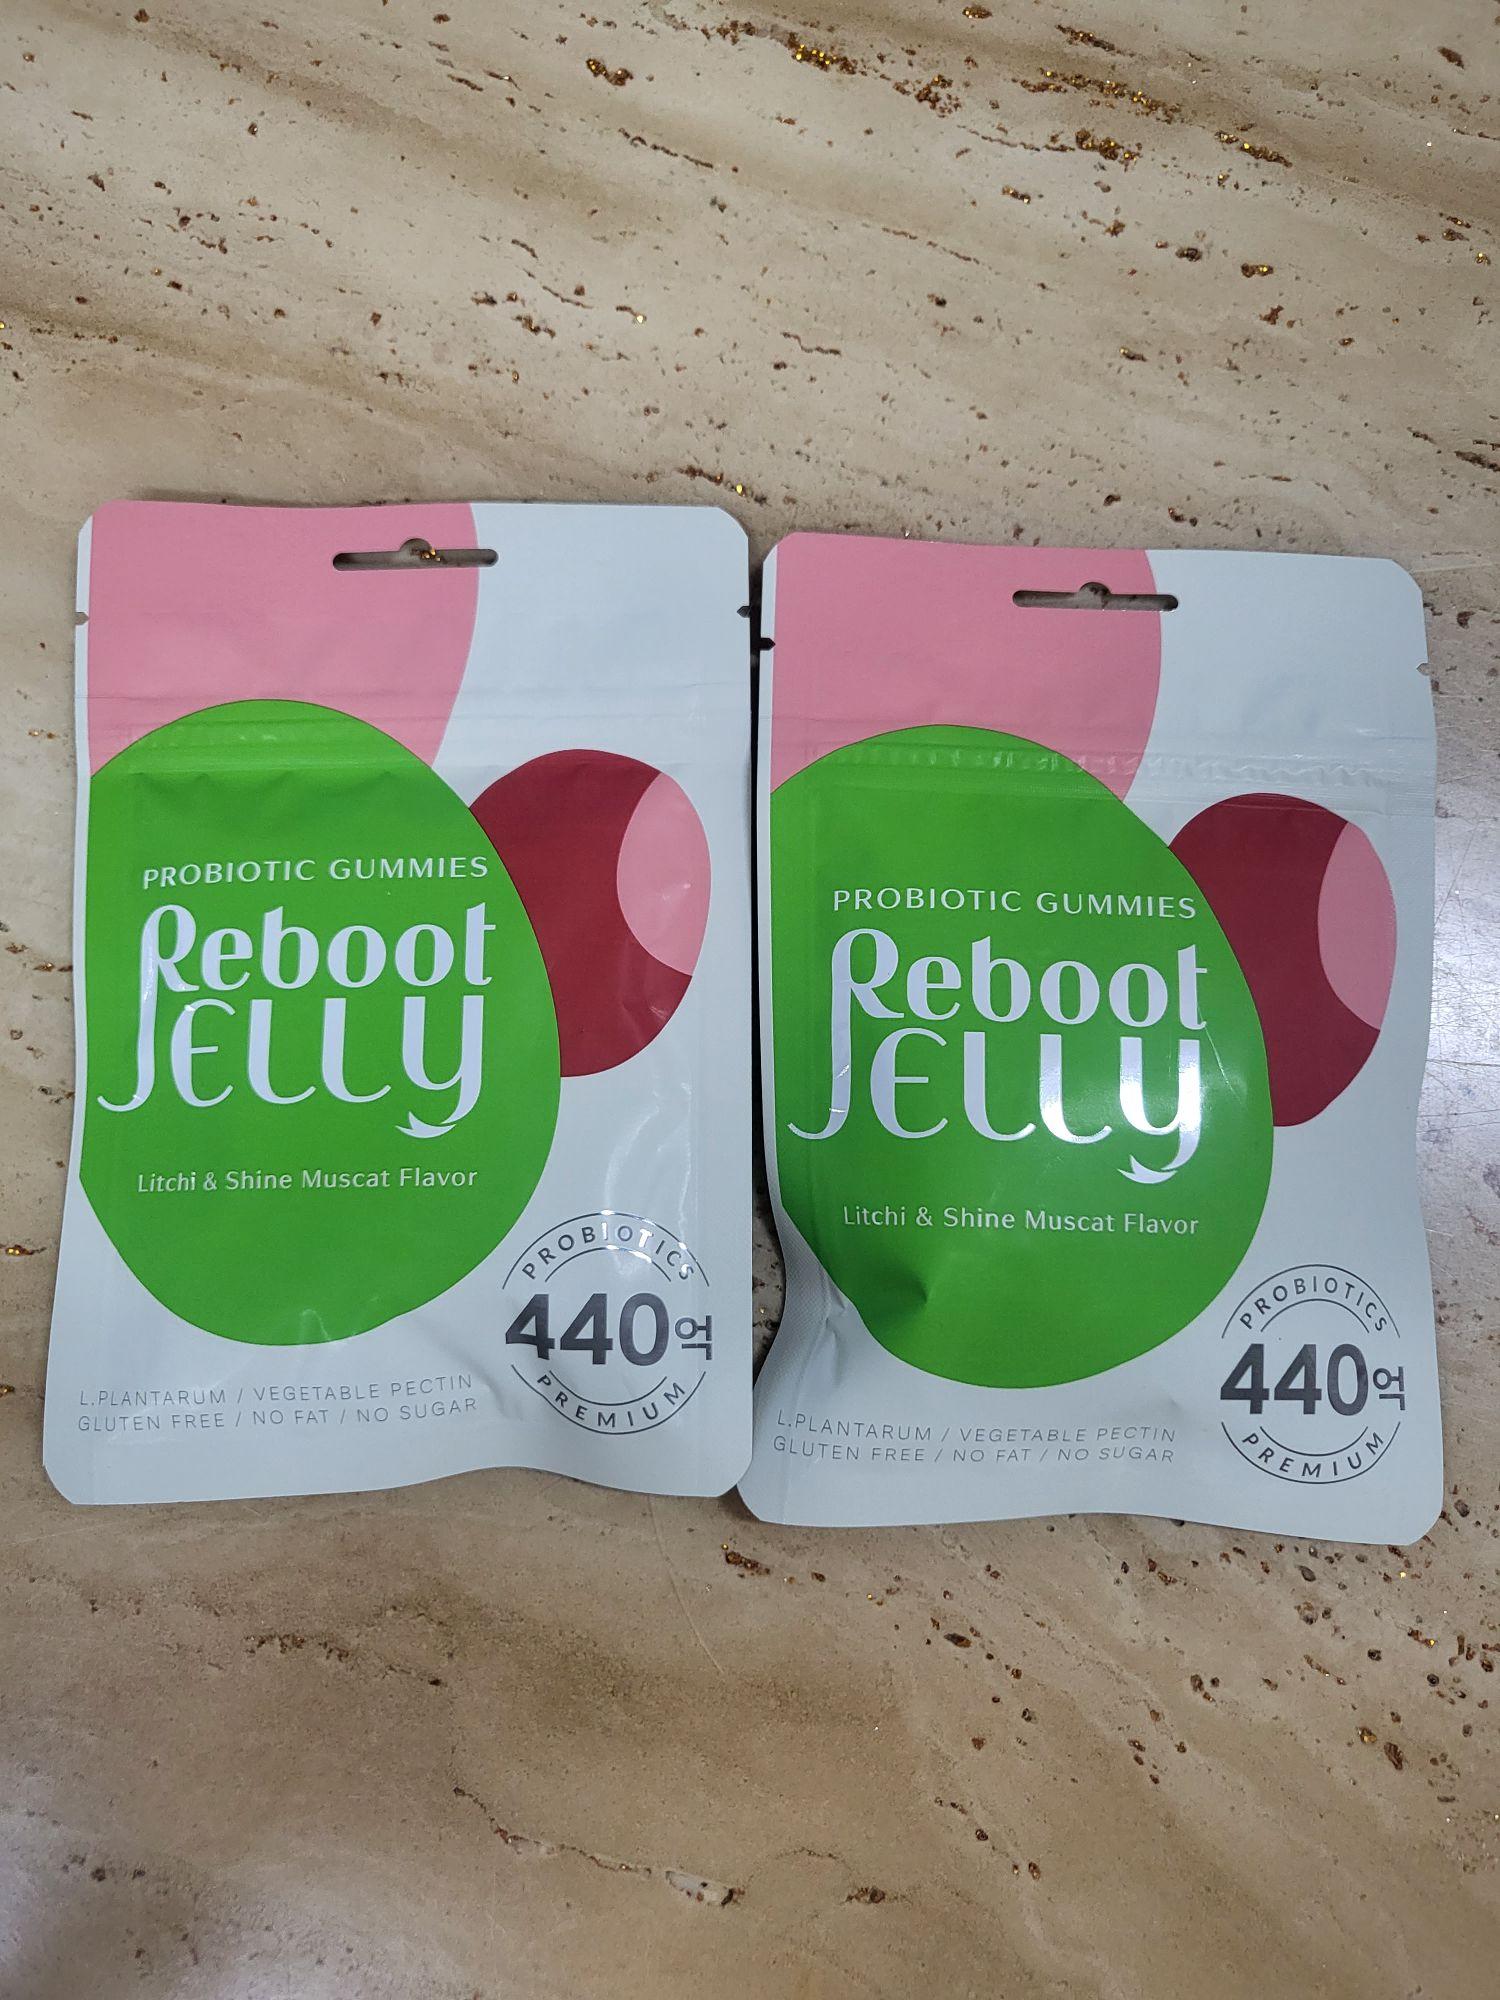 PROBIOTIC GUMMIES
Reboot
JELLY
Litchi & Shine Muscat Flavor
PROBIOTICS
440억
PREMIUM
L.PLANTARUM / VEGETABLE PECTIN
GLUTEN FREE / NO FAT / NO SUGAR
PROBIOTIC GUMMIES
Reboot
JELLY
Litchi & Shine Muscat Flavor
PROBIOTICS
440억
PREMIUM
L.PLANTARUM / VEGETABLE PECTIN
GLUTEN FREE / NO FAT / NO SUGAR